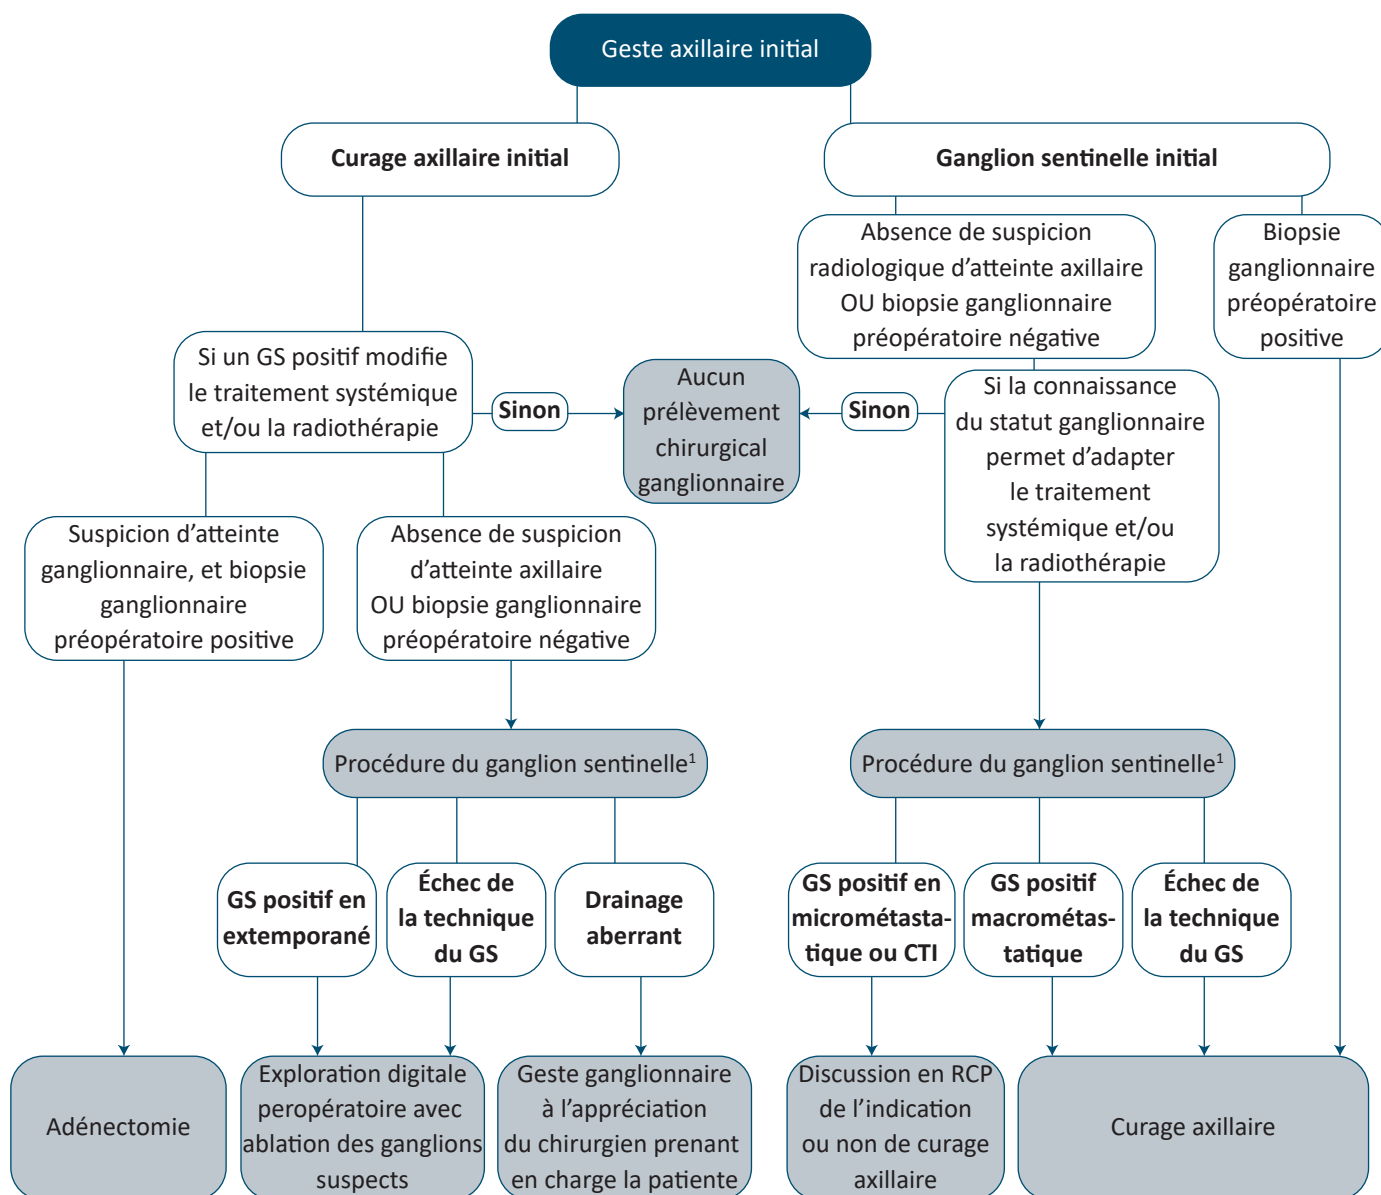 Geste axillaire initial
Curage axillaire initial
Ganglion sentinelle initial
Absence de suspicion
radiologique d'atteinte axillaire
OU biopsie ganglionnaire
préopératoire négative
Biopsie
ganglionnaire
préopératoire
positive
Si un GS positif modifie
le traitement systémique
et/ou la radiothérapie
Sinon
Aucun
prélèvement
chirurgical
ganglionnaire
Sinon
Si la connaissance
du statut ganglionnaire
permet d'adapter
le traitement
systémique et/ou
la radiothérapie
Suspicion d'atteinte
ganglionnaire, et biopsie
ganglionnaire
préopératoire positive
Absence de suspicion
d'atteinte axillaire
OU biopsie ganglionnaire
préopératoire négative
Procédure du ganglion sentinelle¹
Procédure du ganglion sentinelle¹
GS positif en
extemporané
Échec de
la technique
du GS
Drainage
aberrant
GS positif en
micrométasta-
tique ou CTI
GS positif
macrométas-
tatique
Échec de
la technique
du GS
Adénectomie
Exploration digitale
peropératoire avec
ablation des ganglions
suspects
Geste ganglionnaire
à l'appréciation
du chirurgien prenant
en charge la patiente
Discussion en RCP
de l'indication
ou non de curage
axillaire
Curage axillaire